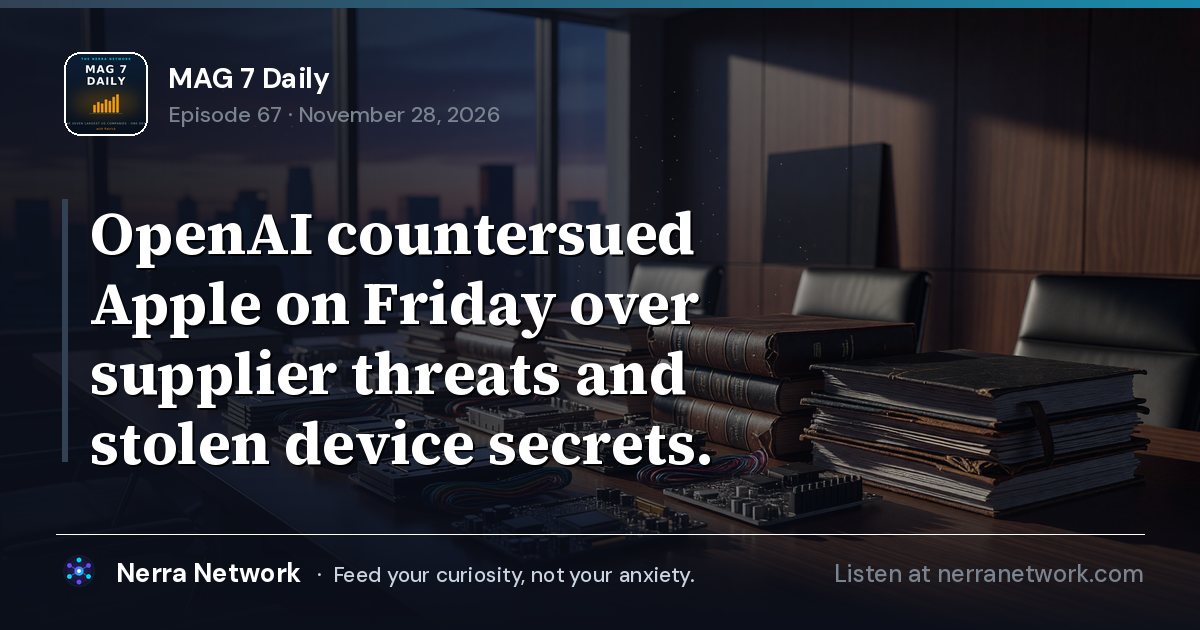 MAG 7
DAILY
MAG 7 Daily
Episode 67 · November 28, 2026
OpenAI countersued
Apple on Friday over
supplier threats and
stolen device secrets.
Nerra Network · Feed your curiosity, not your anxiety.
Listen at nerranetwork.com